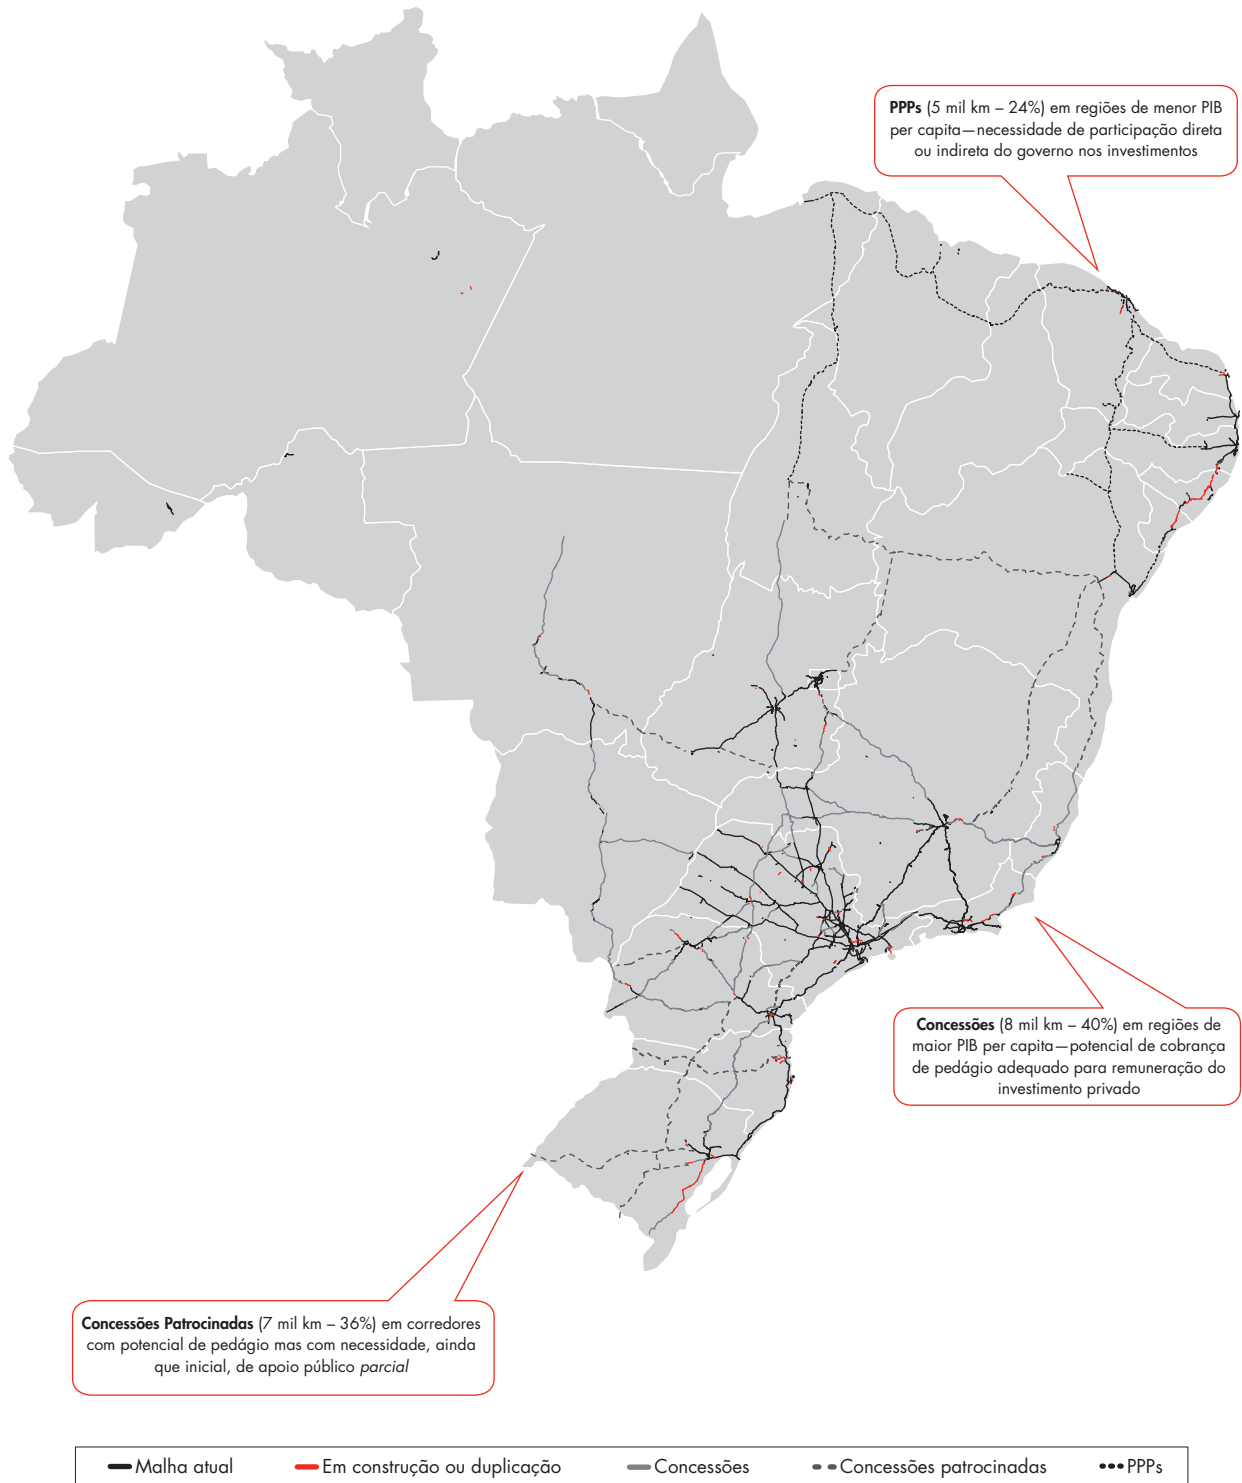 PPPs (5 mil km – 24%) em regiões de menor PIB
per capita—necessidade de participação direta
ou indireta do governo nos investimentos
Concessões (8 mil km – 40%) em regiões de
maior PIB per capita—potencial de cobrança
de pedágio adequado para remuneração do
investimento privado
Concessões Patrocinadas (7 mil km – 36%) em corredores
com potencial de pedágio mas com necessidade, ainda
que inicial, de apoio público parcial
Malha atual
Em construção ou duplicação
Concessões
Concessões patrocinadas
PPPs